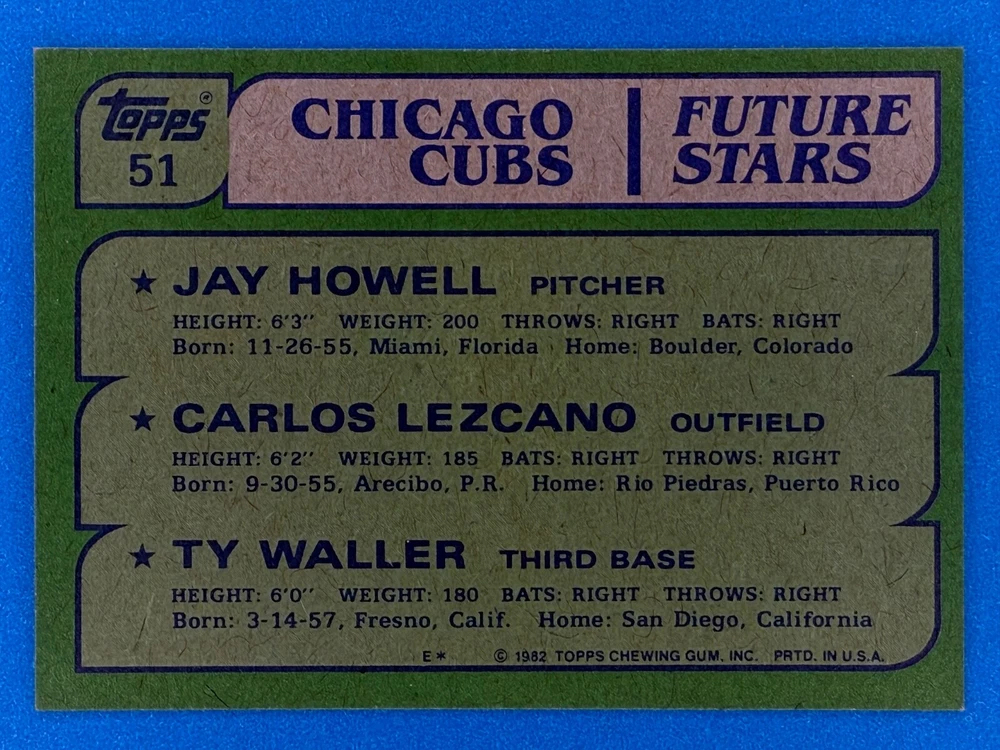 topps®
51
CHICAGO CUBS
FUTURE STARS
★ JAY HOWELL PITCHER
HEIGHT: 6'3" WEIGHT: 200 THROWS: RIGHT BATS: RIGHT
Born: 11-26-55, Miami, Florida Home: Boulder, Colorado
★ CARLOS LEZCANO OUTFIELD
HEIGHT: 6'2" WEIGHT: 185 BATS: RIGHT THROWS: RIGHT
Born: 9-30-55, Arecibo, P.R. Home: Rio Piedras, Puerto Rico
★ TY WALLER THIRD BASE
HEIGHT: 6'0" WEIGHT: 180 BATS: RIGHT THROWS: RIGHT
Born: 3-14-57, Fresno, Calif. Home: San Diego, California
E* © 1982 TOPPS CHEWING GUM. INC. PRTD. IN U.S.A.